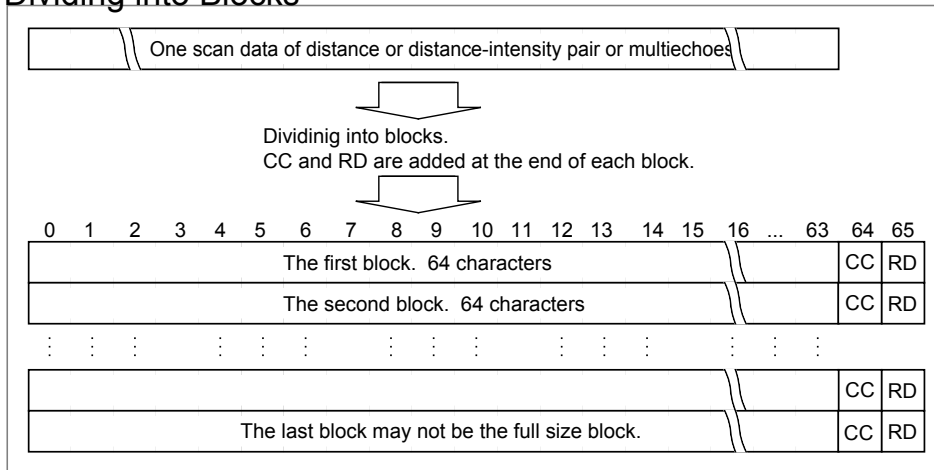 Dividing into Blocks
One scan data of distance or distance-intensity pair or multiechoes
Dividinig into blocks.
CC and RD are added at the end of each block.
0 1 2 3 4 5 6 7 8 9 10 11 12 13 14 15 16 ... 63 64 65
The first block. 64 characters CC RD
The second block. 64 characters CC RD
CC RD
The last block may not be the full size block. CC RD